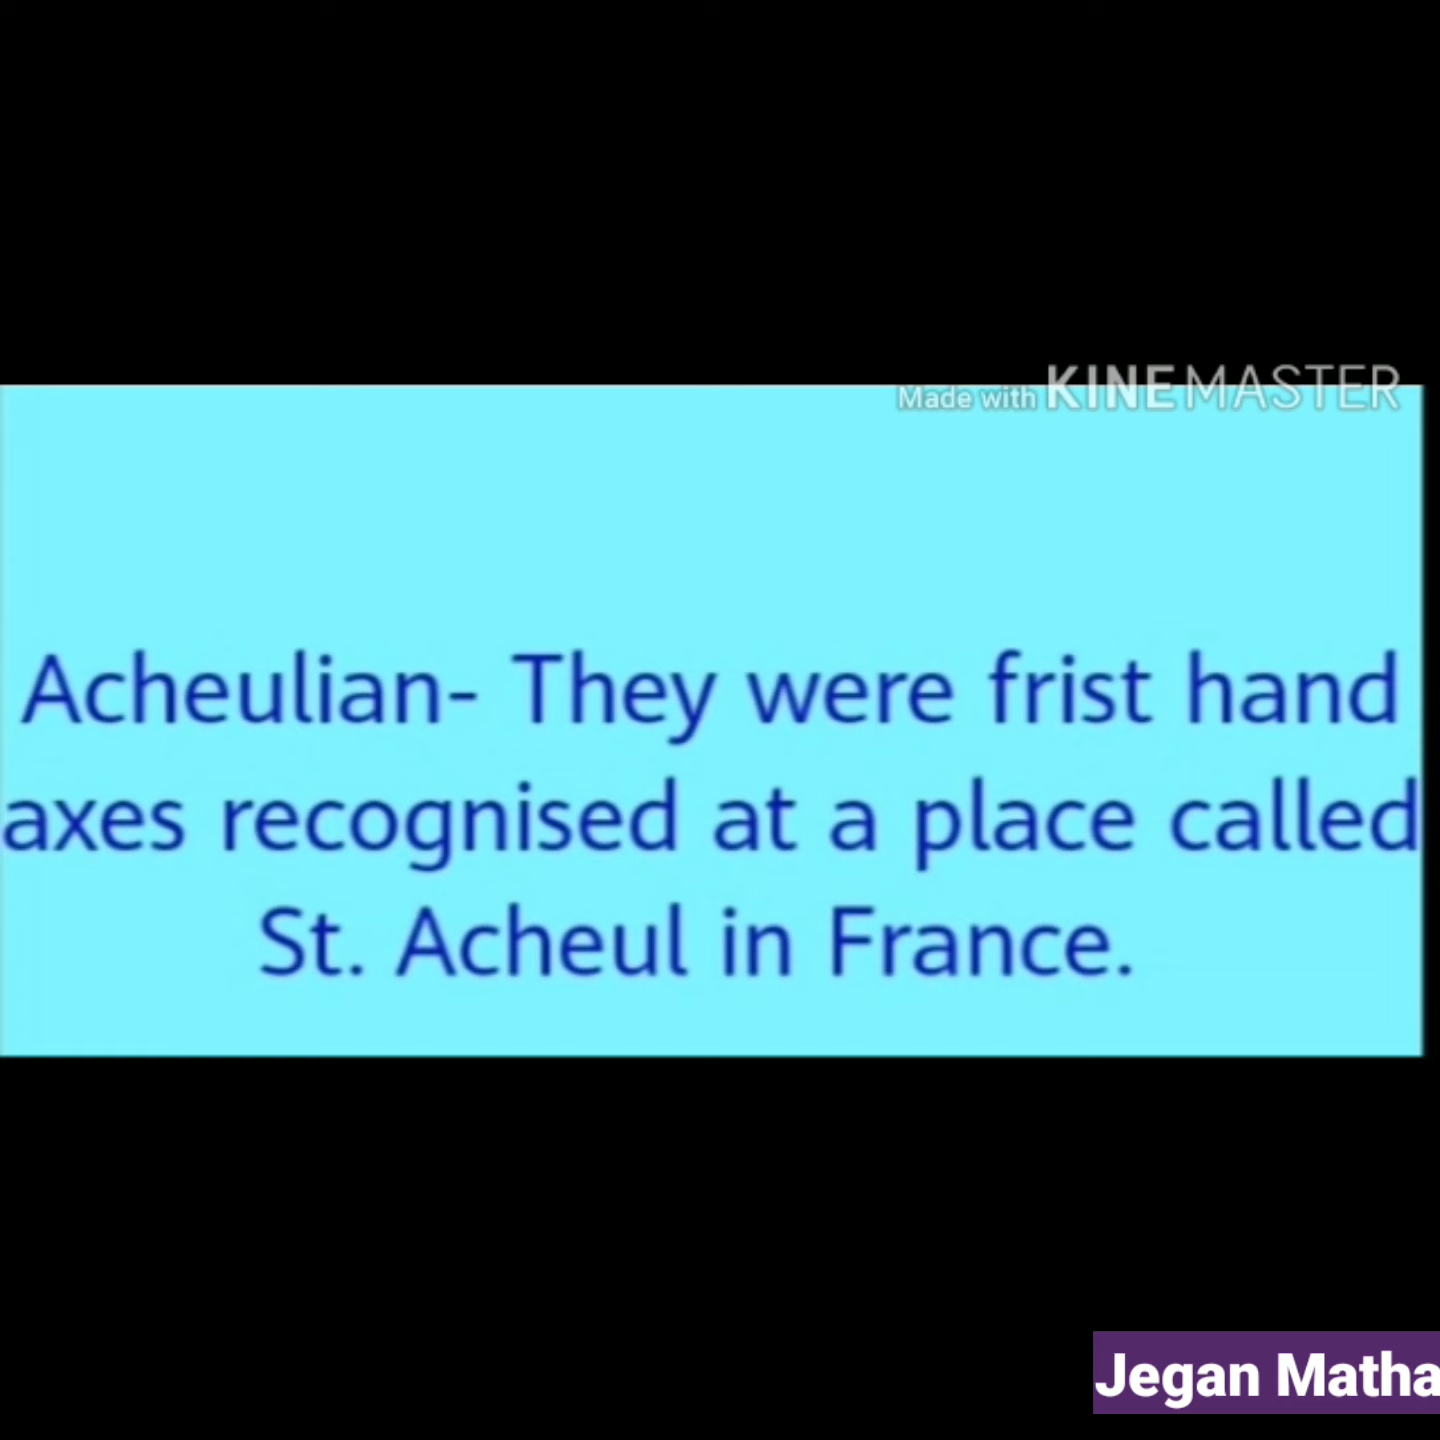 Made with KINEMASTER
Acheulian- They were frist hand
axes recognised at a place called
St. Acheul in France.
Jegan Matha